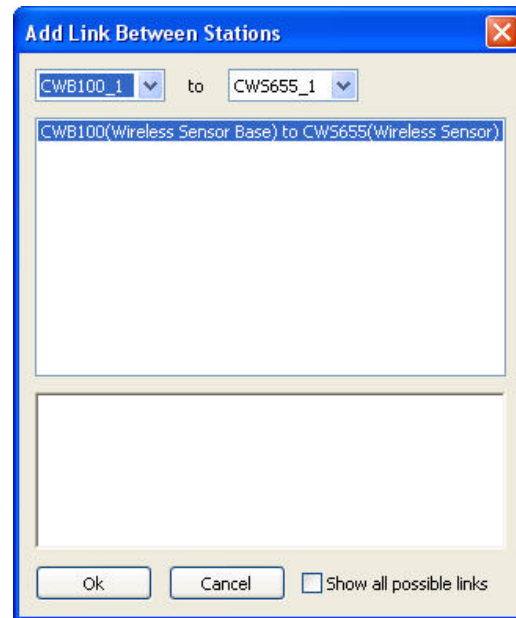 Add Link Between Stations
CWB100_1 to CWS655_1
CWB100(Wireless Sensor Base) to CWS655(Wireless Sensor)
Ok Cancel Show all possible links